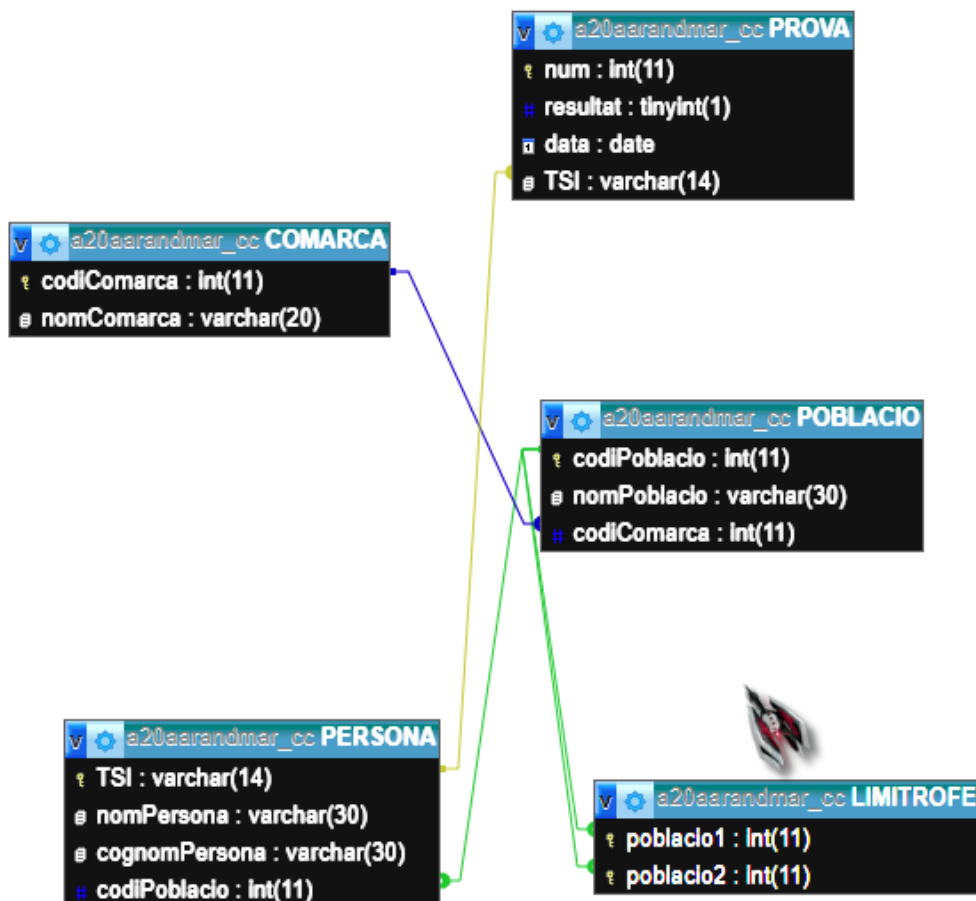 a20aarandmar_cc PROVA
num : int(11)
resultat : tinyint(1)
data : date
TSI : varchar(14)
a20aarandmar_cc COMARCA
codiComarca : int(11)
nomComarca : varchar(20)
a20aarandmar_cc POBLACIO
codiPoblacio : int(11)
nomPoblacio : varchar(30)
codiComarca : int(11)
a20aarandmar_cc PERSONA
TSI : varchar(14)
nomPersona : varchar(30)
cognomPersona : varchar(30)
codiPoblacio : int(11)
a20aarandmar_cc LIMITROFE
poblacio1 : int(11)
poblacio2 : int(11)